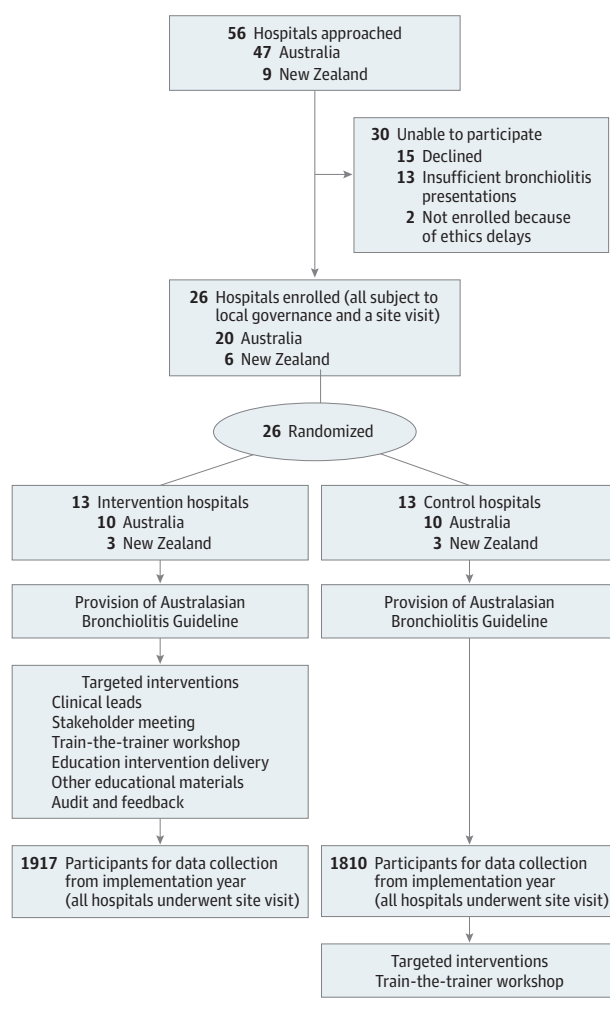 56 Hospitals approached
47 Australia
9 New Zealand
30 Unable to participate
15 Declined
13 Insufficient bronchiolitis
presentations
2 Not enrolled because
of ethics delays
26 Hospitals enrolled (all subject to
local governance and a site visit)
20 Australia
6 New Zealand
26 Randomized
13 Intervention hospitals
10 Australia
3 New Zealand
13 Control hospitals
10 Australia
3 New Zealand
Provision of Australasian
Bronchiolitis Guideline
Provision of Australasian
Bronchiolitis Guideline
Targeted interventions
Clinical leads
Stakeholder meeting
Train-the-trainer workshop
Education intervention delivery
Other educational materials
Audit and feedback
1917 Participants for data collection
from implementation year
(all hospitals underwent site visit)
1810 Participants for data collection
from implementation year
(all hospitals underwent site visit)
Targeted interventions
Train-the-trainer workshop